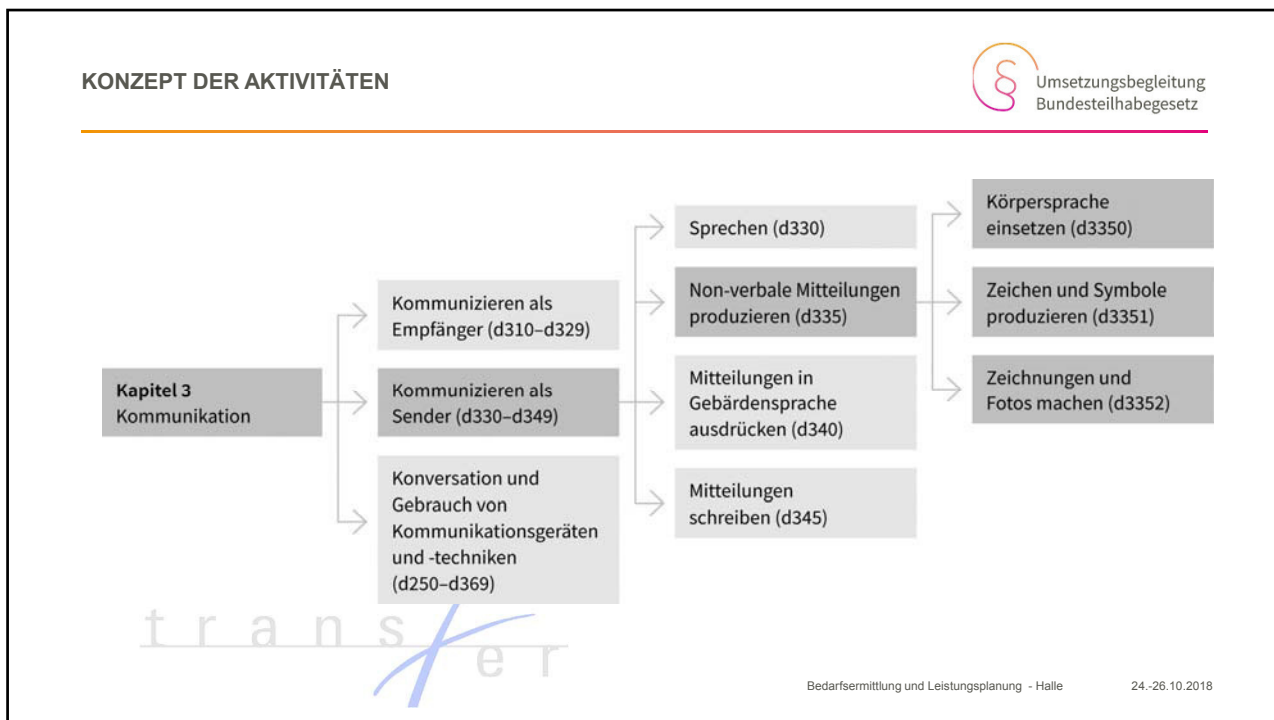 KONZEPT DER AKTIVITÄTEN
§
Umsetzungsbegleitung
Bundesteilhabegesetz
Kapitel 3
Kommunikation
Kommunizieren als
Empfänger (d310–d329)
Kommunizieren als
Sender (d330–d349)
Konversation und
Gebrauch von
Kommunikationsgeräten
und -techniken
(d250–d369)
Sprechen (d330)
Non-verbale Mitteilungen
produzieren (d335)
Mitteilungen in
Gebärdensprache
ausdrücken (d340)
Mitteilungen
schreiben (d345)
Körpersprache
einsetzen (d3350)
Zeichen und Symbole
produzieren (d3351)
Zeichnungen und
Fotos machen (d3352)
transfer
Bedarfsermittlung und Leistungsplanung - Halle 24.-26.10.2018